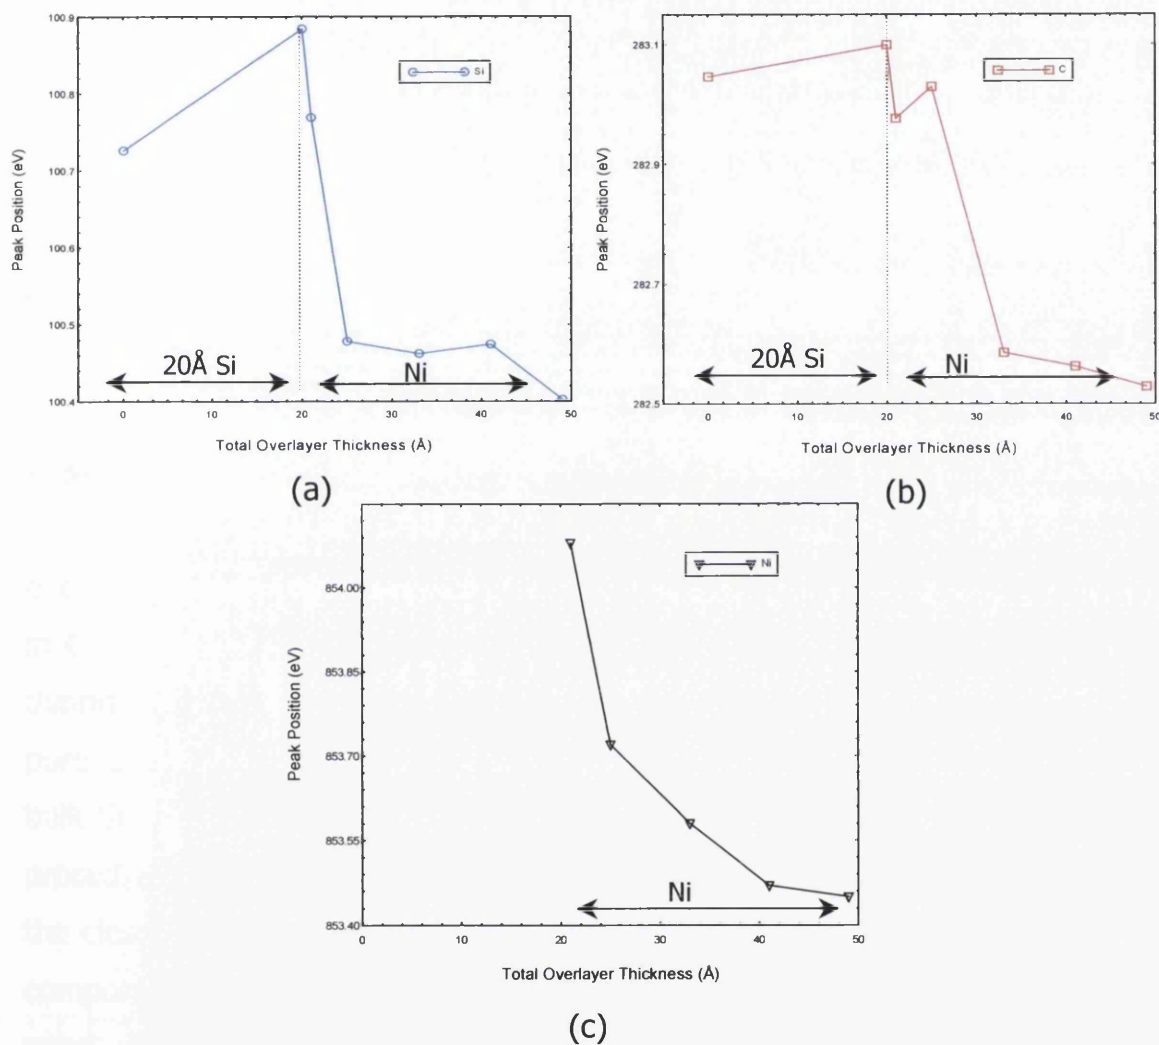 100.9
100.8
100.7
100.6
100.5
100.4
Peak Position (eV)
Si
20Å Si
Ni
0
10
20
30
40
50
Total Overlayer Thickness (Å)
(a)
283.1
282.9
282.7
282.5
Peak Position (eV)
C
20Å Si
Ni
0
10
20
30
40
50
Total Overlayer Thickness (Å)
(b)
854.00
853.85
853.70
853.55
853.40
Peak Position (eV)
Ni
Ni
0
10
20
30
40
50
Total Overlayer Thickness (Å)
(c)